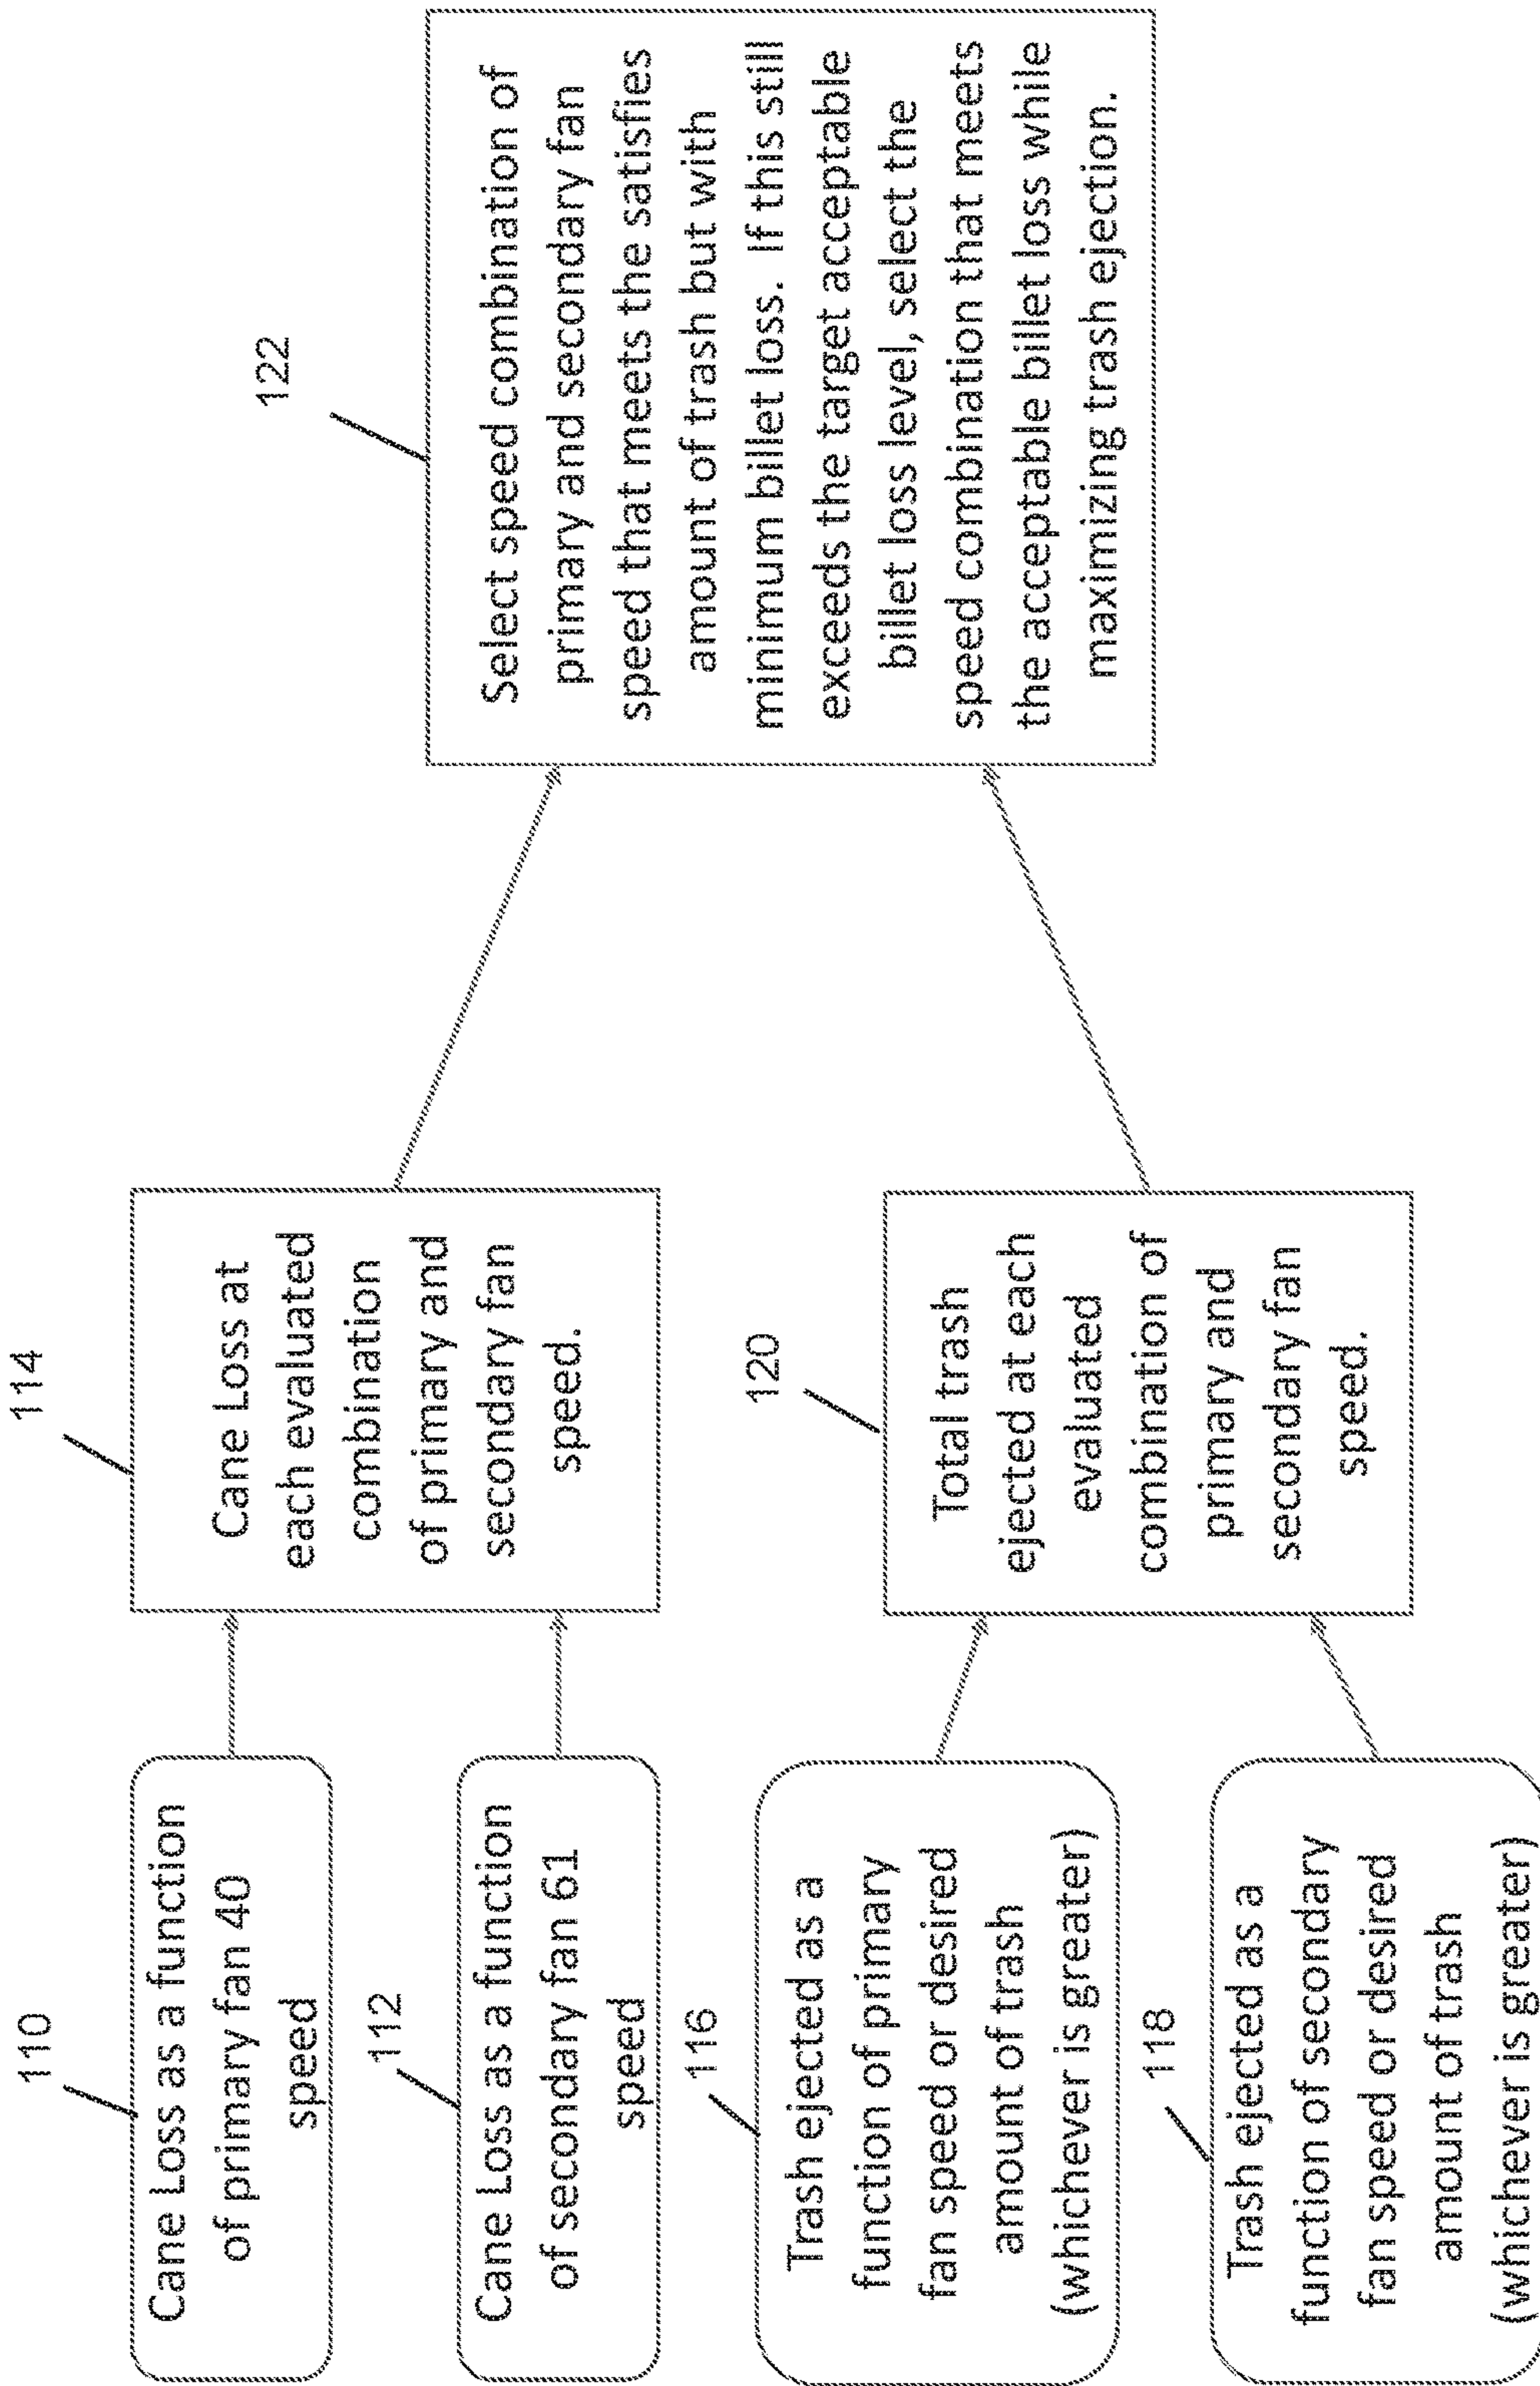 110
Cane Loss as a function
of primary fan 40
speed
112
Cane Loss as a function
of secondary fan 61
speed
116
Trash ejected as a
function of primary
fan speed or desired
amount of trash
(whichever is greater)
118
Trash ejected as a
function of secondary
fan speed or desired
amount of trash
(whichever is greater)
114
Cane Loss at
each evaluated
combination
of primary and
secondary fan
speed.
120
Total trash
ejected at each
evaluated
combination of
primary and
secondary fan
speed.
122
Select speed combination of
primary and secondary fan
speed that meets the satisfies
amount of trash but with
minimum billet loss. If this still
exceeds the target acceptable
billet loss level, select the
speed combination that meets
the acceptable billet loss while
maximizing trash ejection.